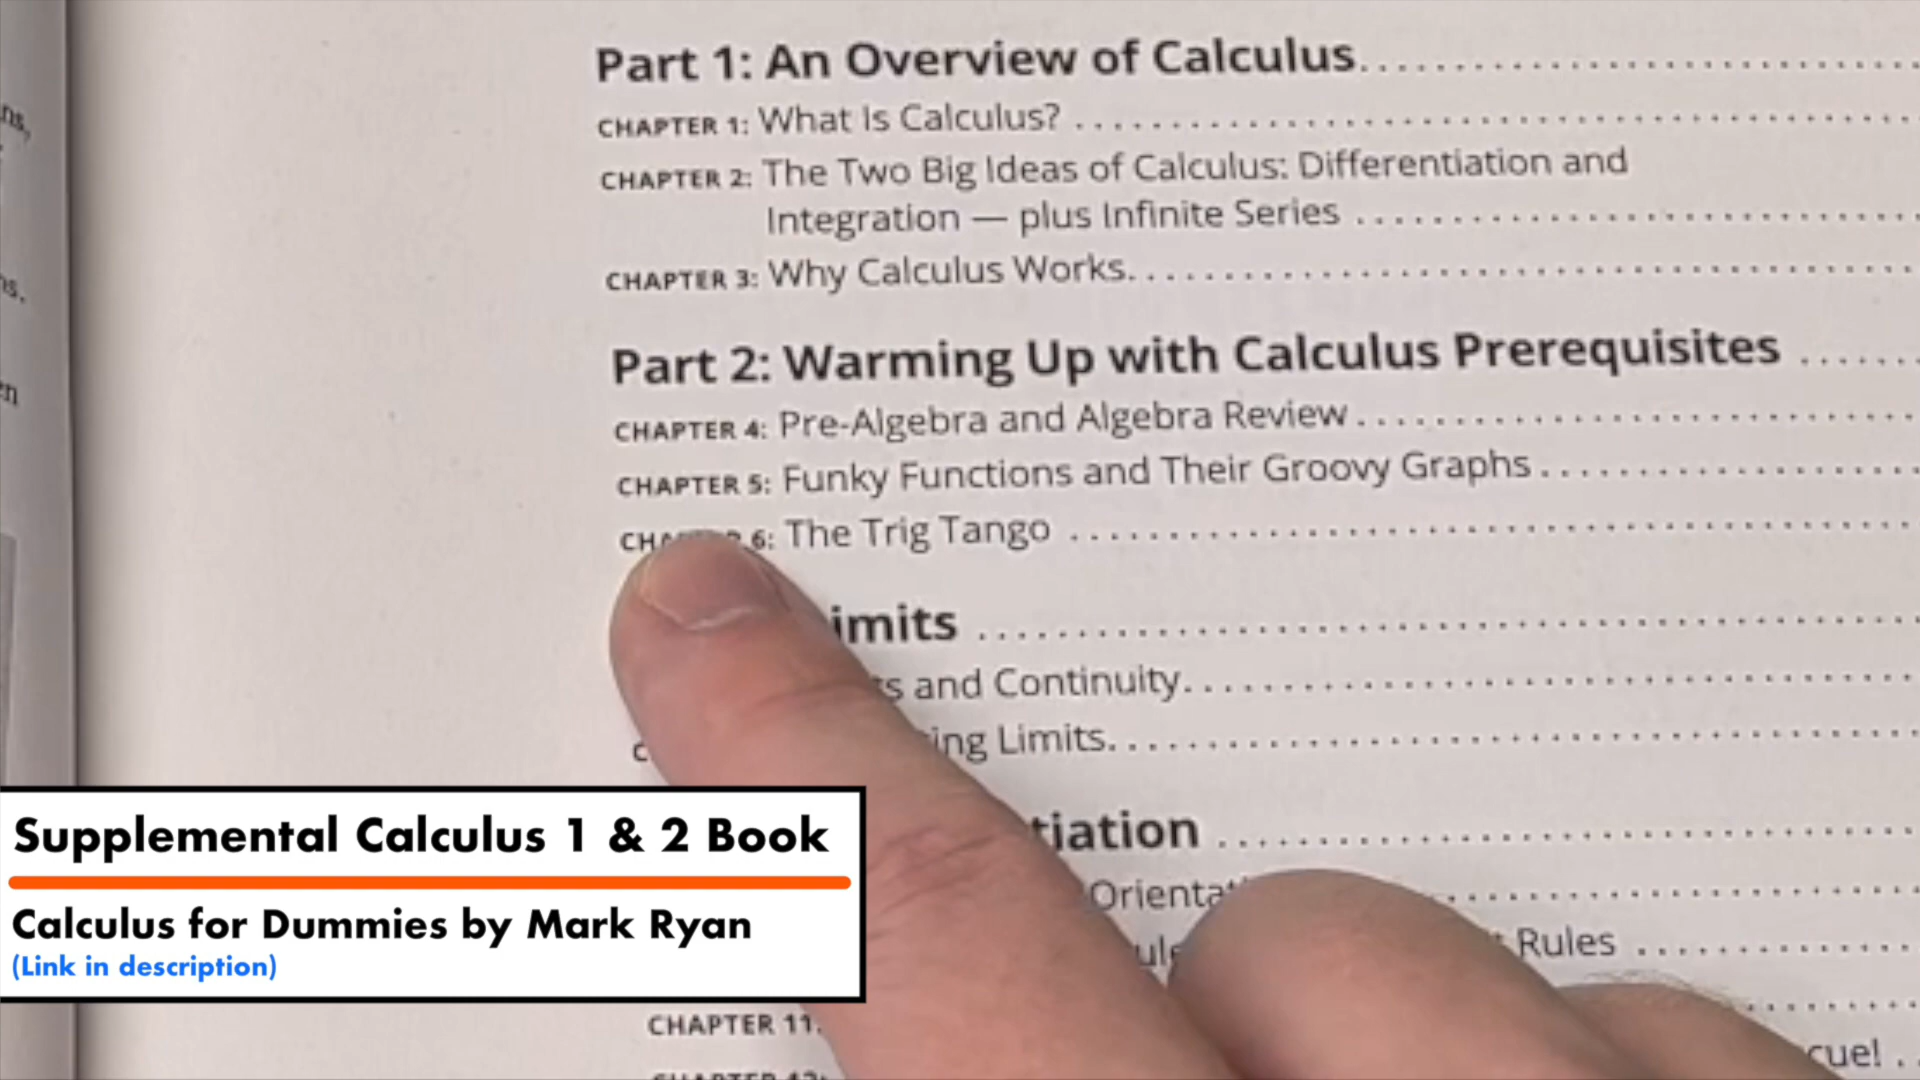 Part 1: An Overview of Calculus
CHAPTER 1: What Is Calculus?
CHAPTER 2: The Two Big Ideas of Calculus: Differentiation and
Integration — plus Infinite Series
CHAPTER 3: Why Calculus Works
Part 2: Warming Up with Calculus Prerequisites
CHAPTER 4: Pre-Algebra and Algebra Review
CHAPTER 5: Funky Functions and Their Groovy Graphs
6: The Trig Tango
and Continuity
Limits
Rules
CHAPTER 11:
Supplemental Calculus 1 & 2 Book
Calculus for Dummies by Mark Ryan
(Link in description)